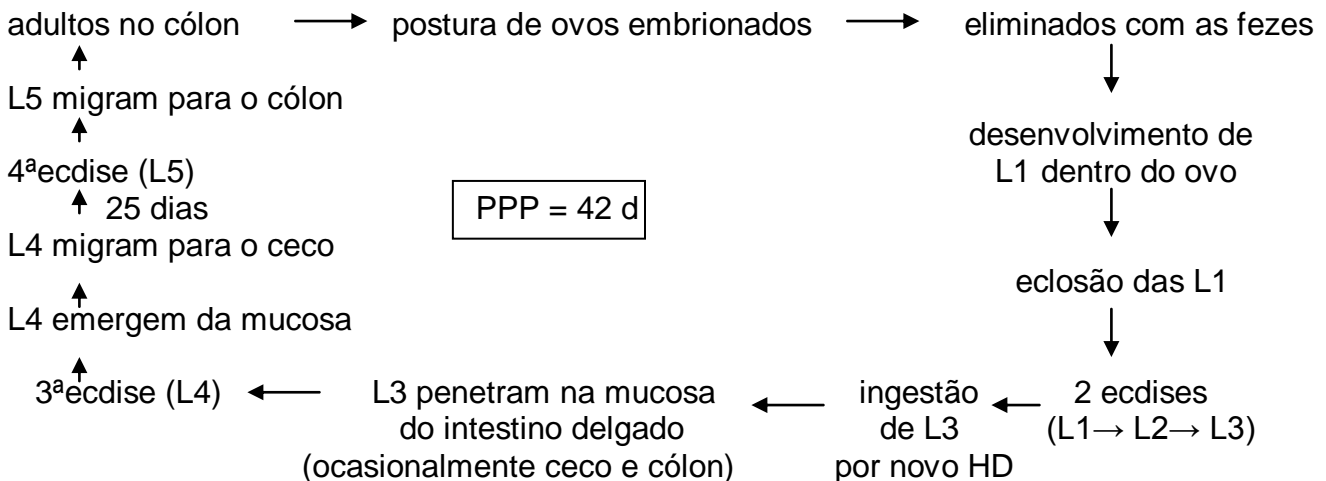 adultos no cólon → postura de ovos embrionados → eliminados com as fezes
L5 migram para o cólon
desenvolvimento de
4ªecdise (L5)
L1 dentro do ovo
25 dias
PPP = 42 d
L4 migram para o ceco
eclosão das L1
L4 emergem da mucosa
3ªecdise (L4) ← L3 penetram na mucosa ← ingestão ← 2 ecdises
do intestino delgado de L3 (L1→ L2→ L3)
(ocasionalmente ceco e cólon) por novo HD